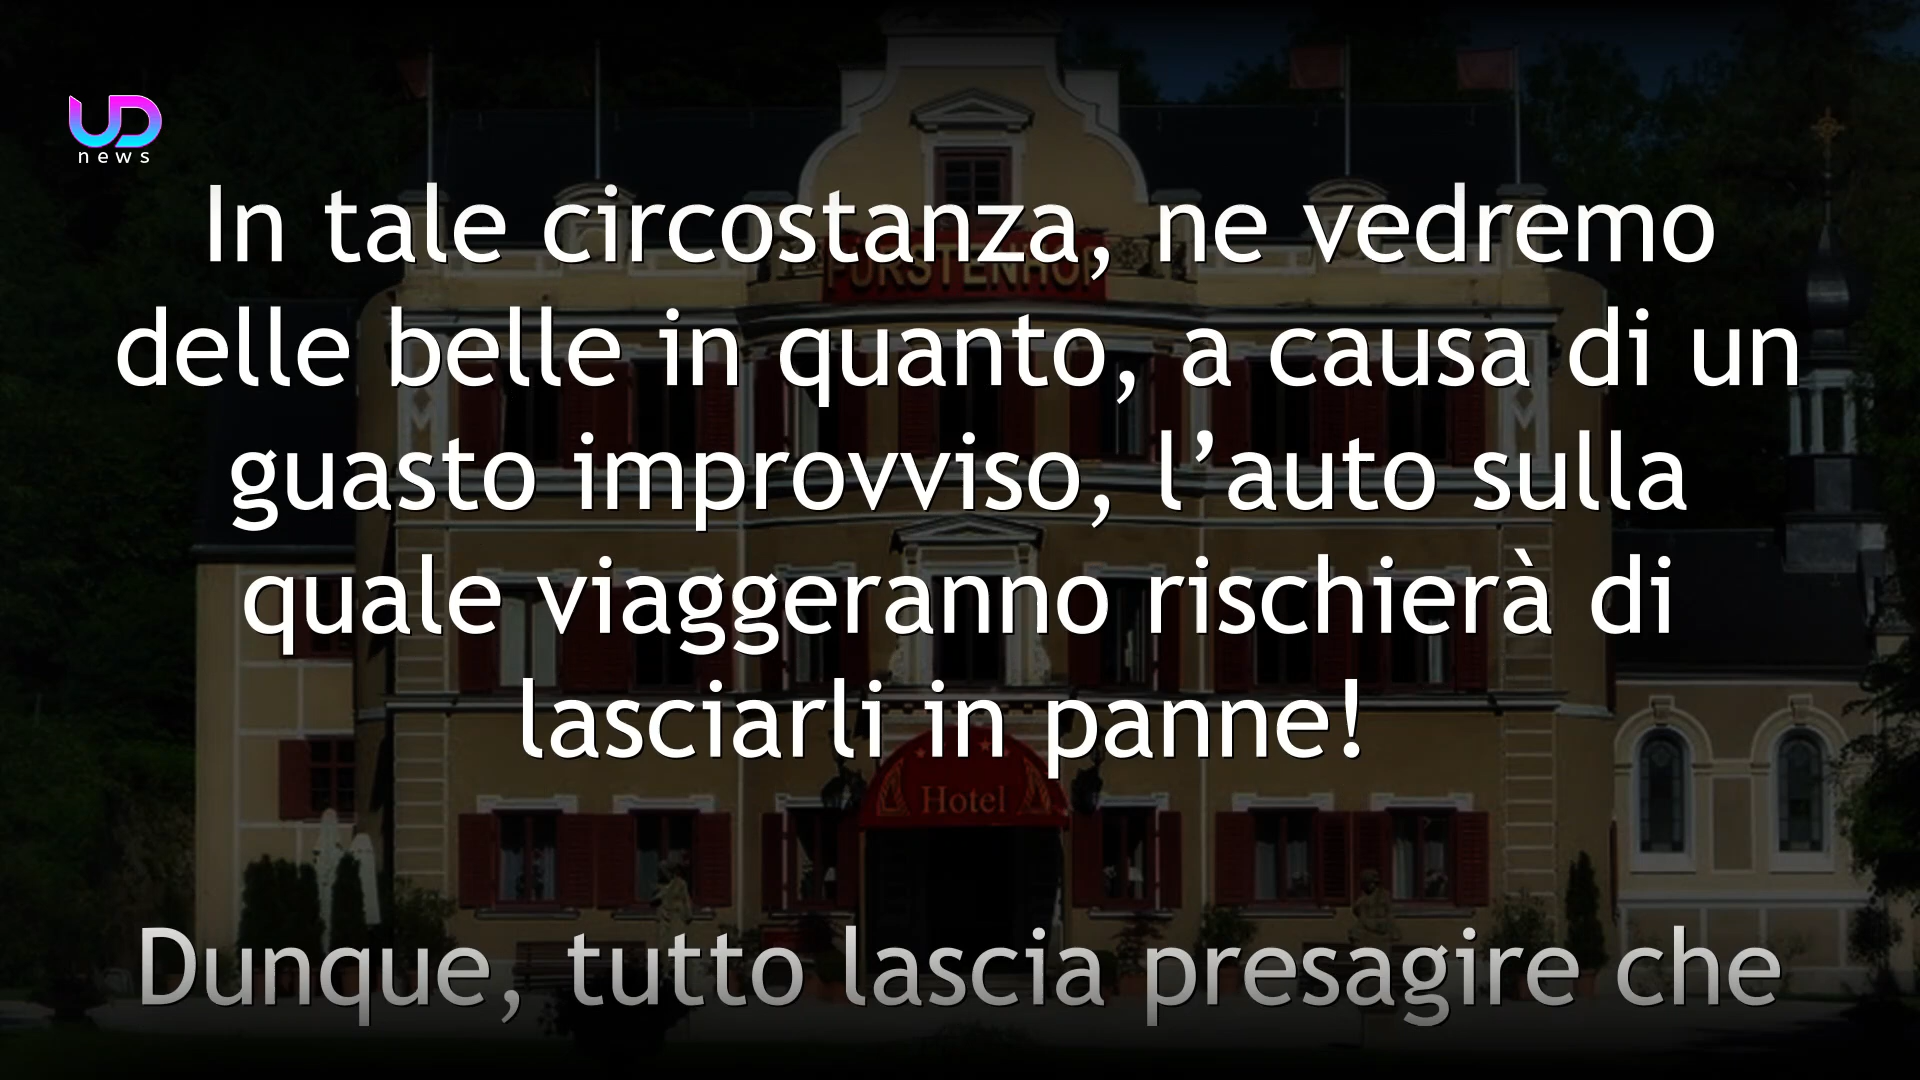 UD
news
In tale circostanza, ne vedremo
delle belle in quanto, a causa di un
guasto improvviso, l’auto sulla
quale viaggeranno rischierà di
lasciarli in panne!
Dunque, tutto lascia presagire che
FÜRSTENHOF
Hotel